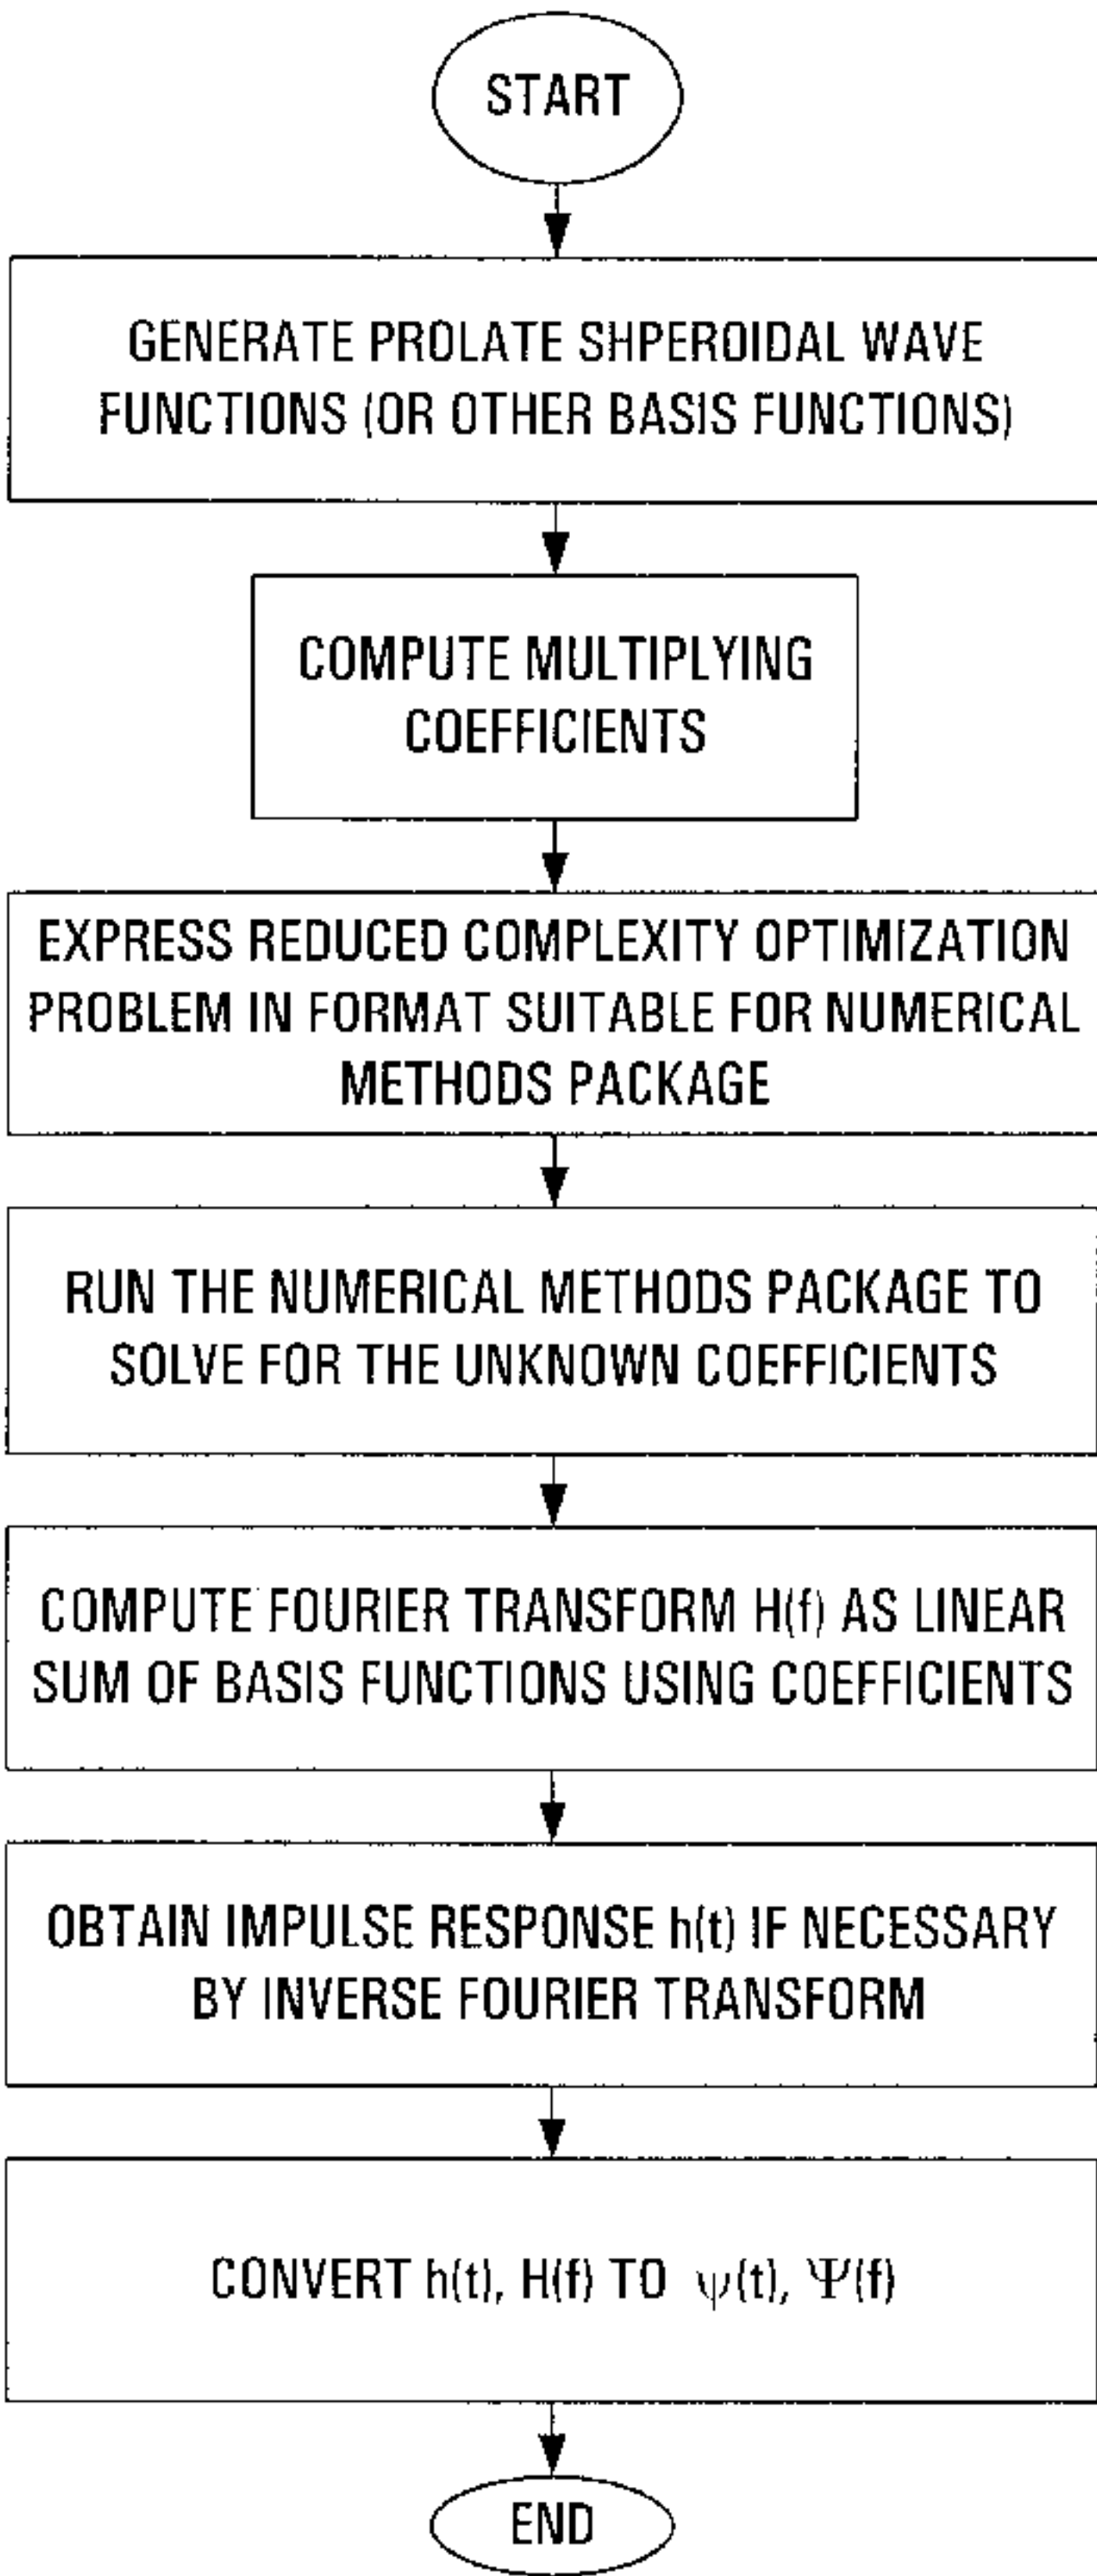 START
GENERATE PROLATE SHPEROIDAL WAVE
FUNCTIONS (OR OTHER BASIS FUNCTIONS)
COMPUTE MULTIPLYING
COEFFICIENTS
EXPRESS REDUCED COMPLEXITY OPTIMIZATION
PROBLEM IN FORMAT SUITABLE FOR NUMERICAL
METHODS PACKAGE
RUN THE NUMERICAL METHODS PACKAGE TO
SOLVE FOR THE UNKNOWN COEFFICIENTS
COMPUTE FOURIER TRANSFORM H(f) AS LINEAR
SUM OF BASIS FUNCTIONS USING COEFFICIENTS
OBTAIN IMPULSE RESPONSE h(t) IF NECESSARY
BY INVERSE FOURIER TRANSFORM
CONVERT h(t), H(f) TO ψ(t), Ψ(f)
END